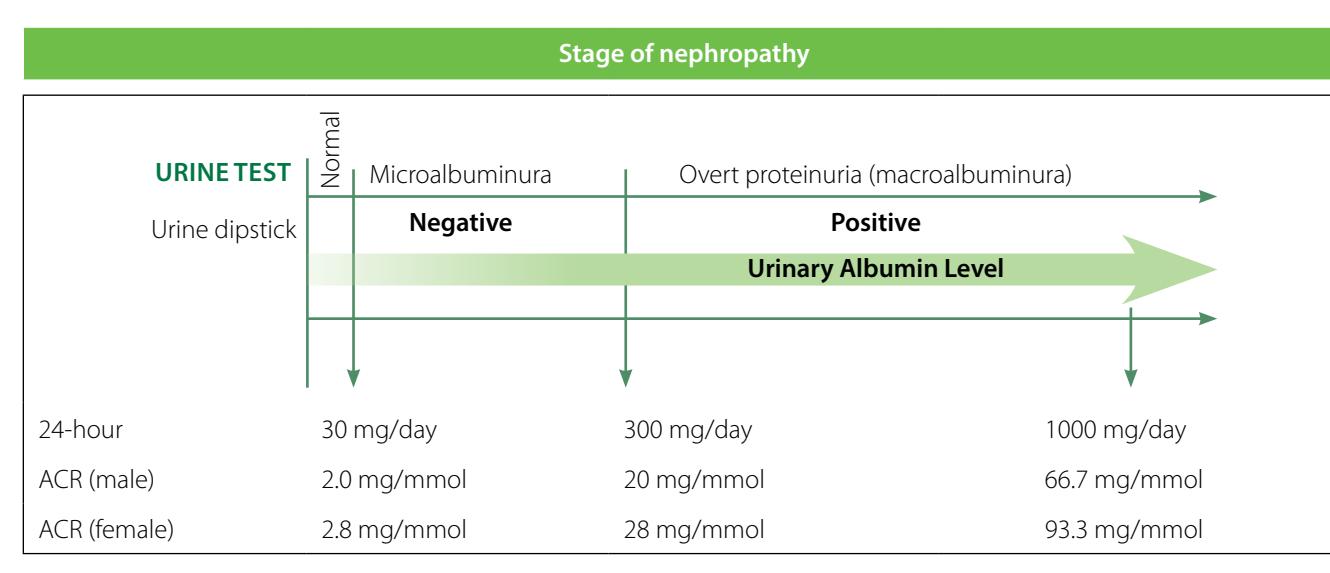 Stage of nephropathy
Normal
URINE TEST Microalbuminura Overt proteinuria (macroalbuminura)
Urine dipstick Negative Positive
Urinary Albumin Level
24-hour 30 mg/day 300 mg/day 1000 mg/day
ACR (male) 2.0 mg/mmol 20 mg/mmol 66.7 mg/mmol
ACR (female) 2.8 mg/mmol 28 mg/mmol 93.3 mg/mmol